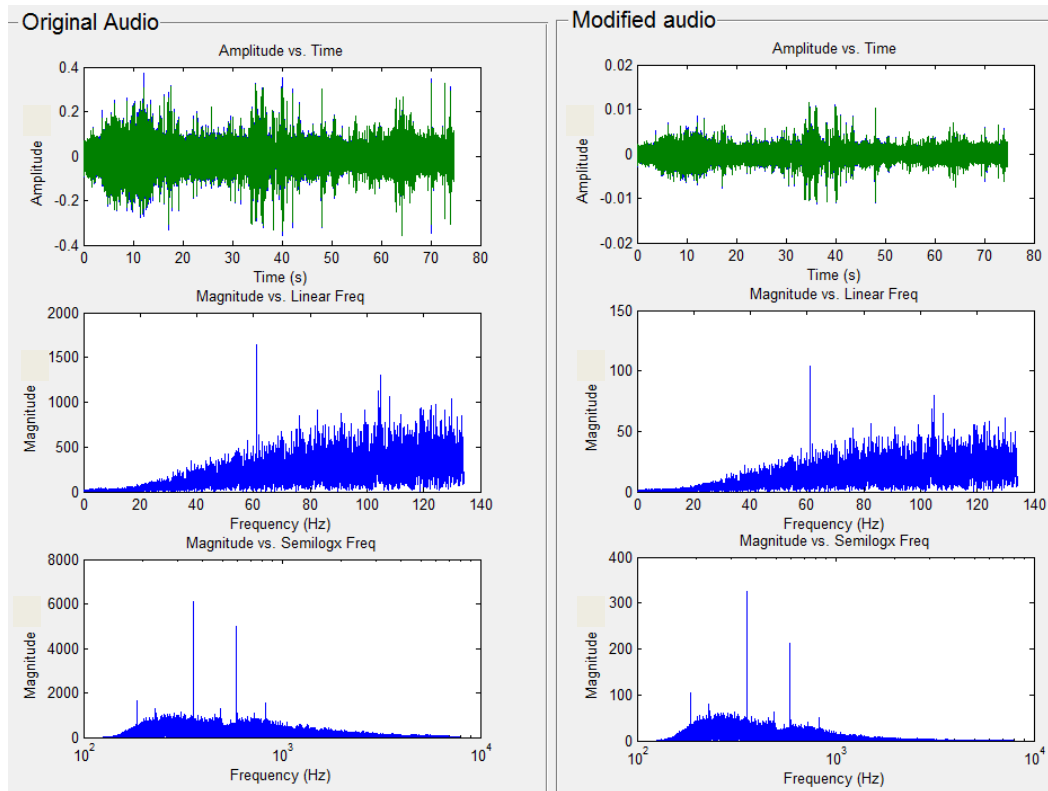 Original Audio
Amplitude vs. Time
0.4
0.2
0
-0.2
-0.4
Amplitude
0 10 20 30 40 50 60 70 80
Time (s)
Magnitude vs. Linear Freq
2000
1500
1000
500
0
Magnitude
0 20 40 60 80 100 120 140
Frequency (Hz)
Magnitude vs. Semilogx Freq
8000
6000
4000
2000
0
Magnitude
10^2 10^3 10^4
Frequency (Hz)
Modified audio
Amplitude vs. Time
0.02
0.01
0
-0.01
-0.02
Amplitude
0 10 20 30 40 50 60 70 80
Time (s)
Magnitude vs. Linear Freq
150
100
50
0
Magnitude
0 20 40 60 80 100 120 140
Frequency (Hz)
Magnitude vs. Semilogx Freq
400
300
200
100
0
Magnitude
10^2 10^3 10^4
Frequency (Hz)